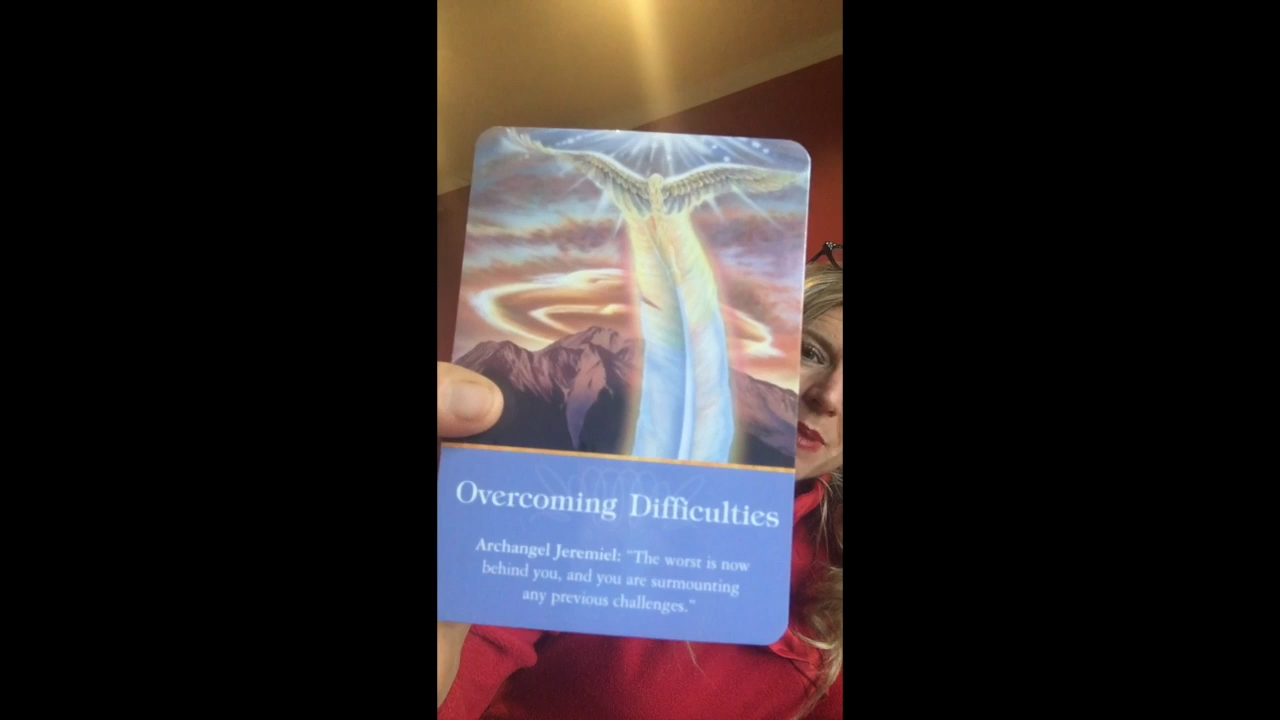 Overcoming Difficulties
Archangel Jeremiel: "The worst is now
behind you, and you are surmounting
any previous challenges."